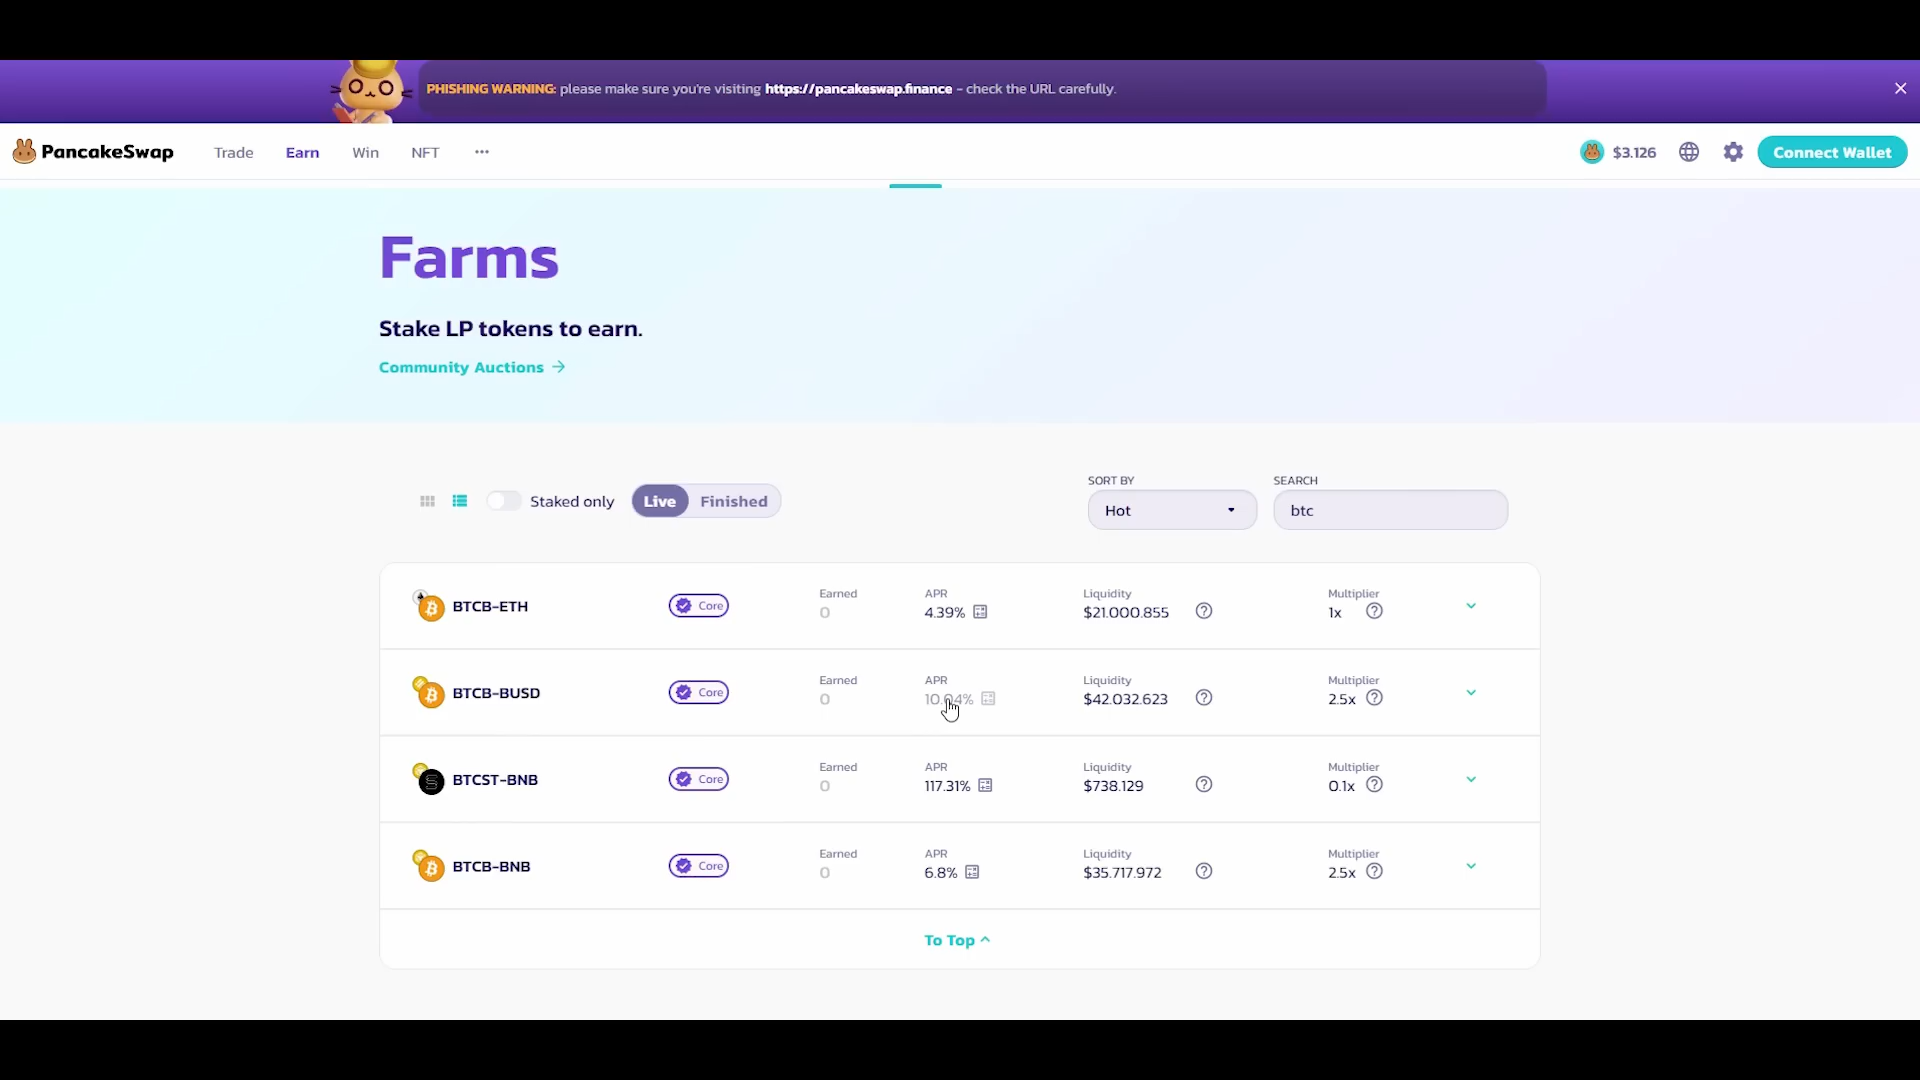 PHISHING WARNING: please make sure you're visiting https://pancakeswap.finance - check the URL carefully.
PancakeSwap Trade Earn Win NFT ··· $3.126 Connect Wallet
Farms
Stake LP tokens to earn.
Community Auctions →
SORT BY SEARCH
Staked only Live Finished Hot btc
Earned APR Liquidity Multiplier
BTCB-ETH Core 0 4.39% $21.000.855 1x
Earned APR Liquidity Multiplier
BTCB-BUSD Core 0 10.04% $42.032.623 2.5x
Earned APR Liquidity Multiplier
BTCST-BNB Core 0 117.31% $738.129 0.1x
Earned APR Liquidity Multiplier
BTCB-BNB Core 0 6.8% $35.717.972 2.5x
To Top